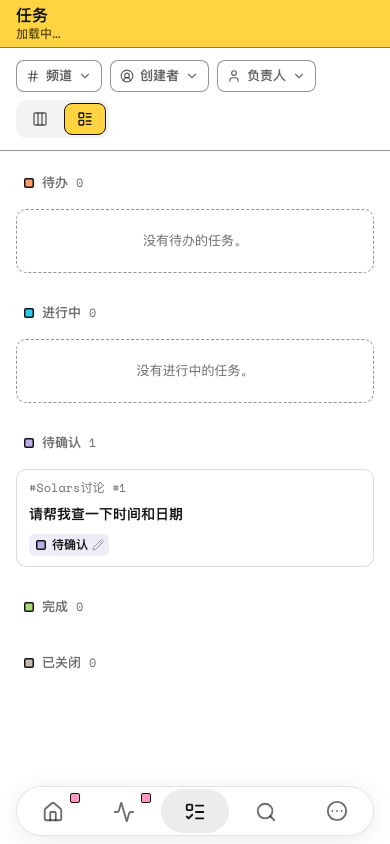 任务
加载中…
频道
创建者
负责人
待办 0
没有待办的任务。
进行中 0
没有进行中的任务。
待确认 1
#Solars讨论 #1
请帮我查一下时间和日期
待确认
完成 0
已关闭 0